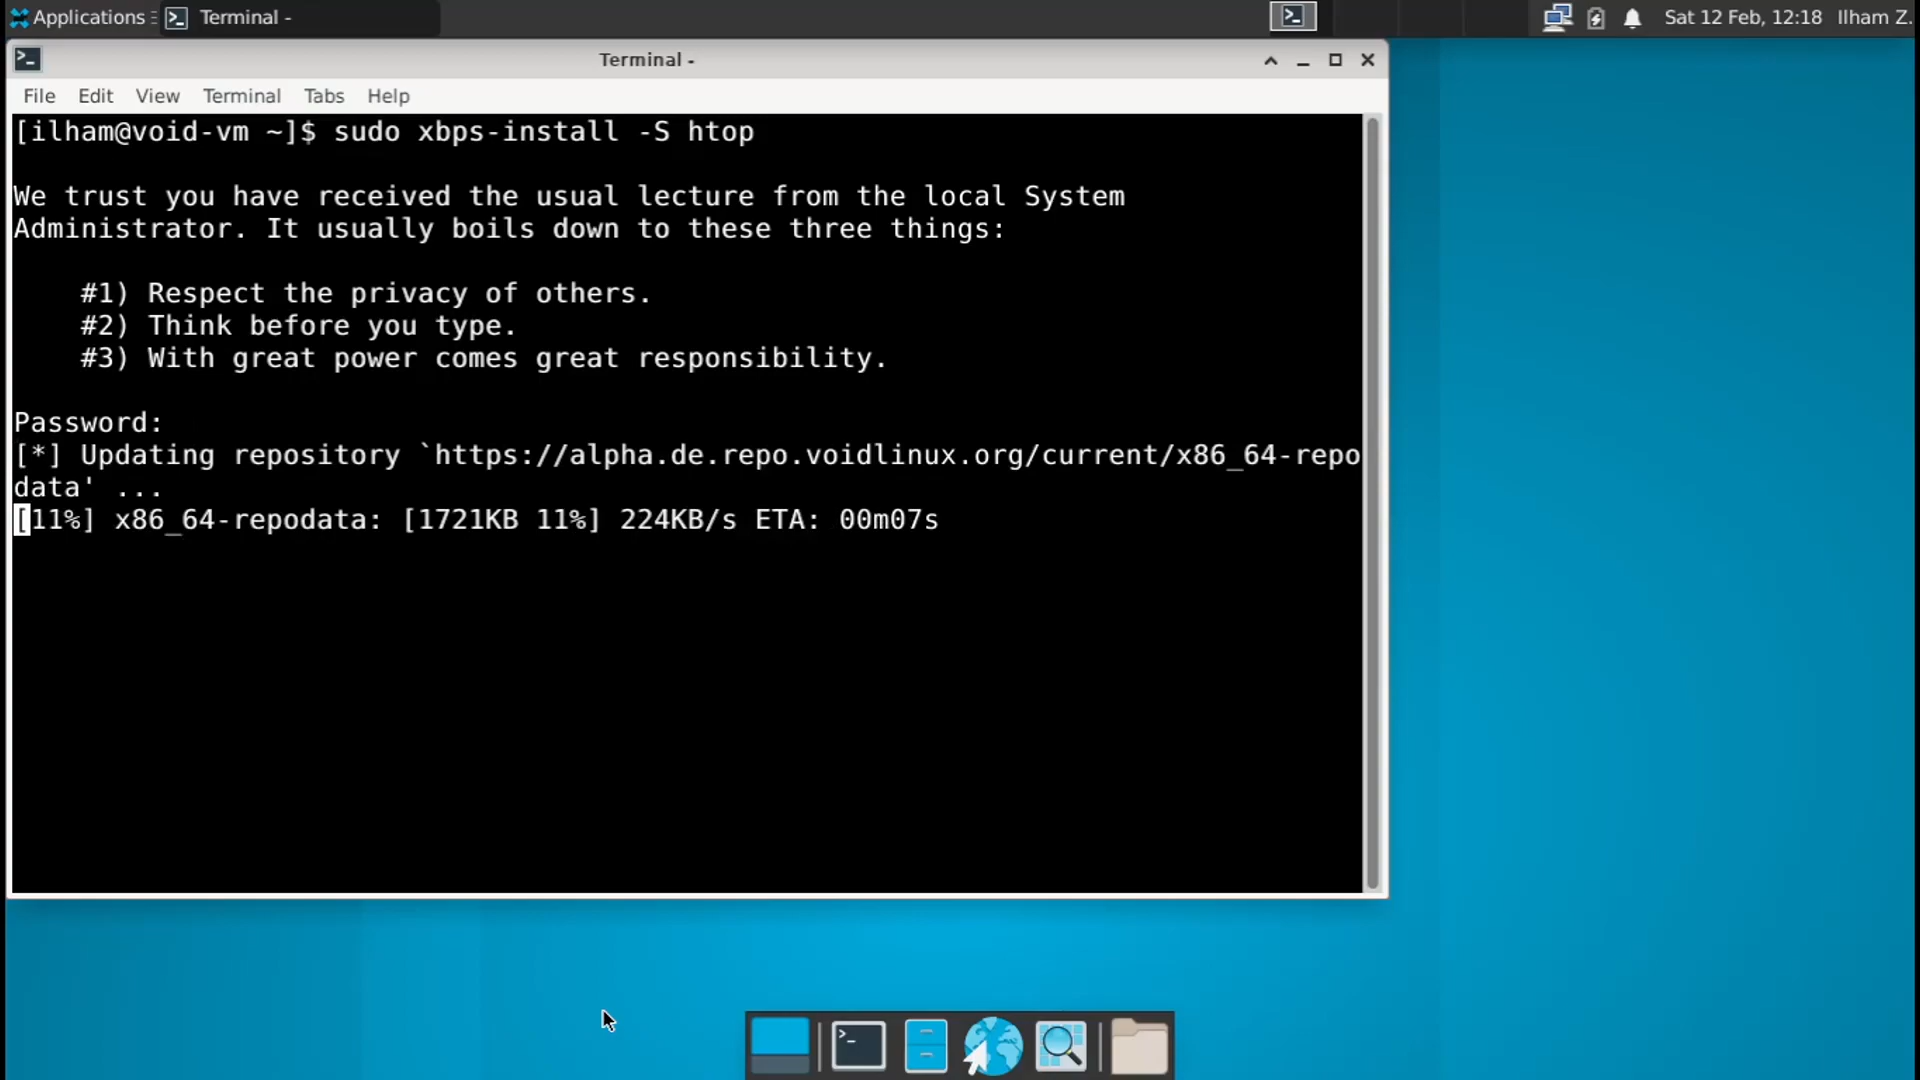 Applications
Terminal -
Sat 12 Feb, 12:18
Ilham Z.
Terminal -
File Edit View Terminal Tabs Help
[ilham@void-vm ~]$ sudo xbps-install -S htop
We trust you have received the usual lecture from the local System
Administrator. It usually boils down to these three things:
#1) Respect the privacy of others.
#2) Think before you type.
#3) With great power comes great responsibility.
Password:
[*] Updating repository `https://alpha.de.repo.voidlinux.org/current/x86_64-repo
data' ...
[11%] x86_64-repodata: [1721KB 11%] 224KB/s ETA: 00m07s